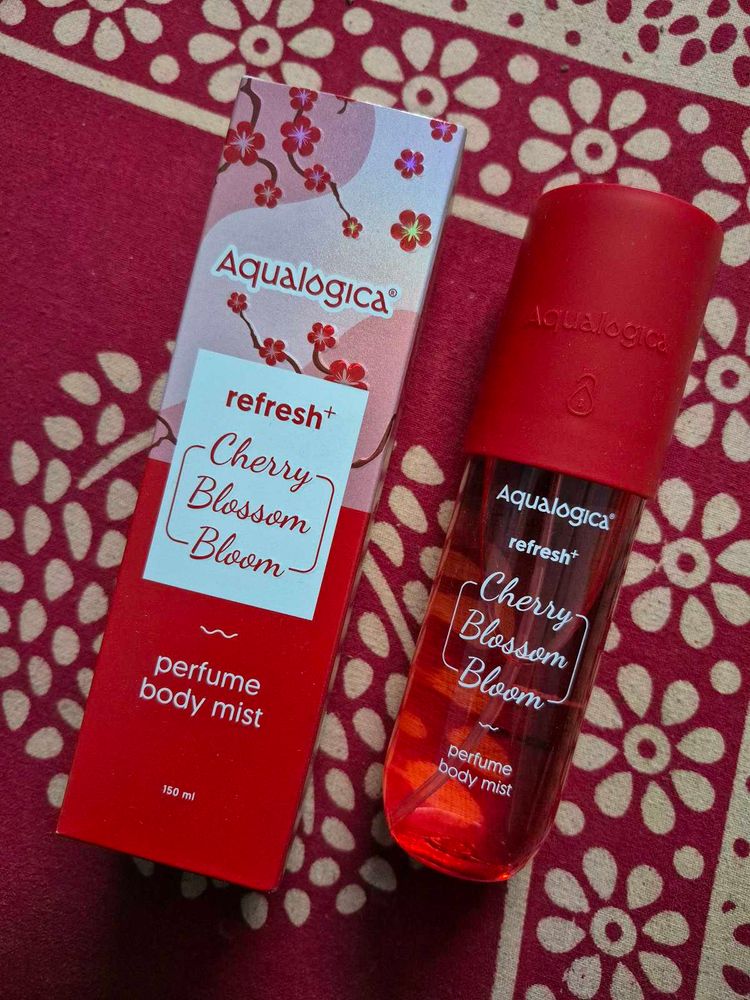 Aqualogica®
refresh+
Cherry
Blossom
Bloom
perfume
body mist
150 ml
Aqualogica
Aqualogica®
refresh+
Cherry
Blossom
Bloom
perfume
body mist